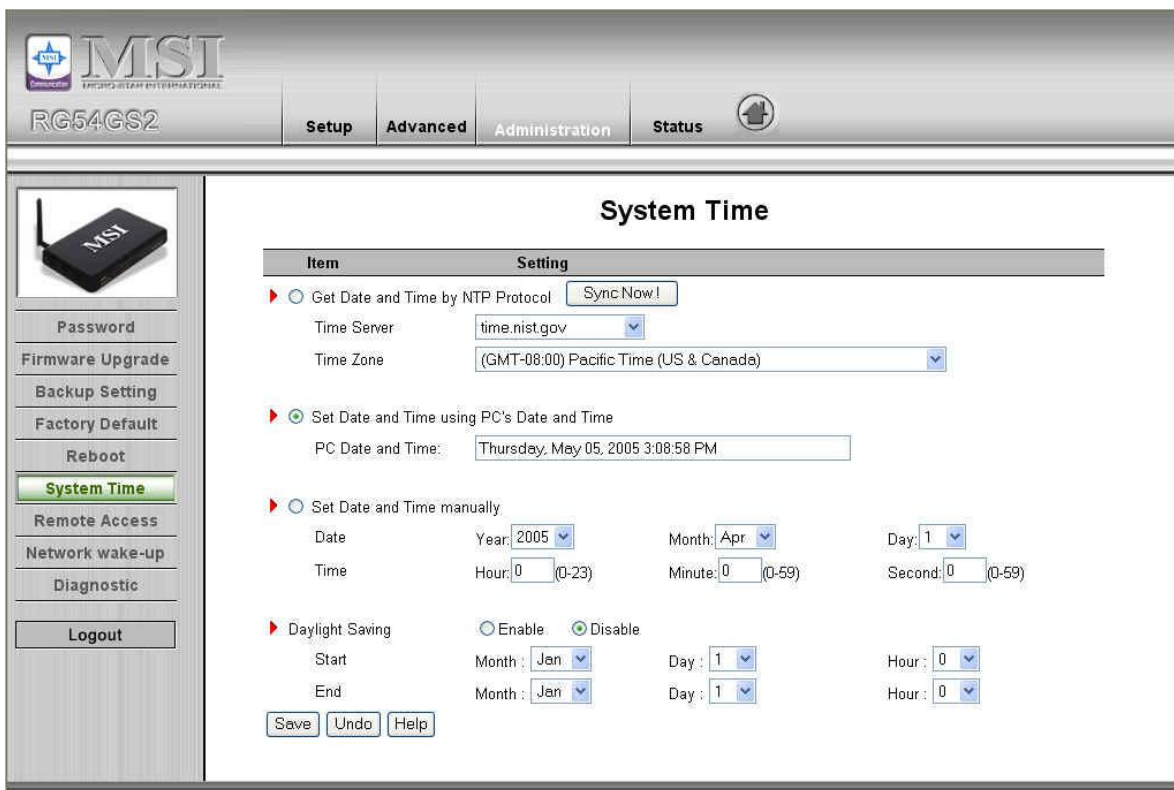 MSI
Communication
MSI
MICRO-STAR INTERNATIONAL
RG54GS2
Setup
Advanced
Administration
Status
MSI
Password
Firmware Upgrade
Backup Setting
Factory Default
Reboot
System Time
Remote Access
Network wake-up
Diagnostic
Logout
System Time
Item Setting
Get Date and Time by NTP Protocol Sync Now!
Time Server time.nist.gov
Time Zone (GMT-08:00) Pacific Time (US & Canada)
Set Date and Time using PC's Date and Time
PC Date and Time: Thursday, May 05, 2005 3:08:58 PM
Set Date and Time manually
Date Year: 2005 Month: Apr Day: 1
Time Hour: 0 (0-23) Minute: 0 (0-59) Second: 0 (0-59)
Daylight Saving Enable Disable
Start Month : Jan Day : 1 Hour : 0
End Month : Jan Day : 1 Hour : 0
Save Undo Help